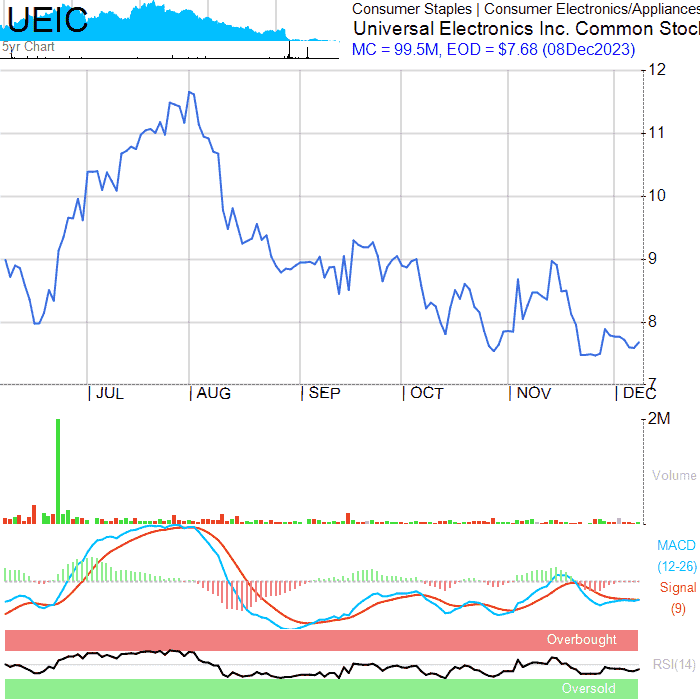 UEIC
5yr Chart
Consumer Staples | Consumer Electronics/Appliances
Universal Electronics Inc. Common Stoc
MC = 99.5M, EOD = $7.68 (08Dec2023)
12
11
10
9
8
7
| JUL | AUG | SEP | OCT | NOV | DEC
2M
Volume
MACD
(12-26)
Signal
(9)
Overbought
RSI(14)
Oversold